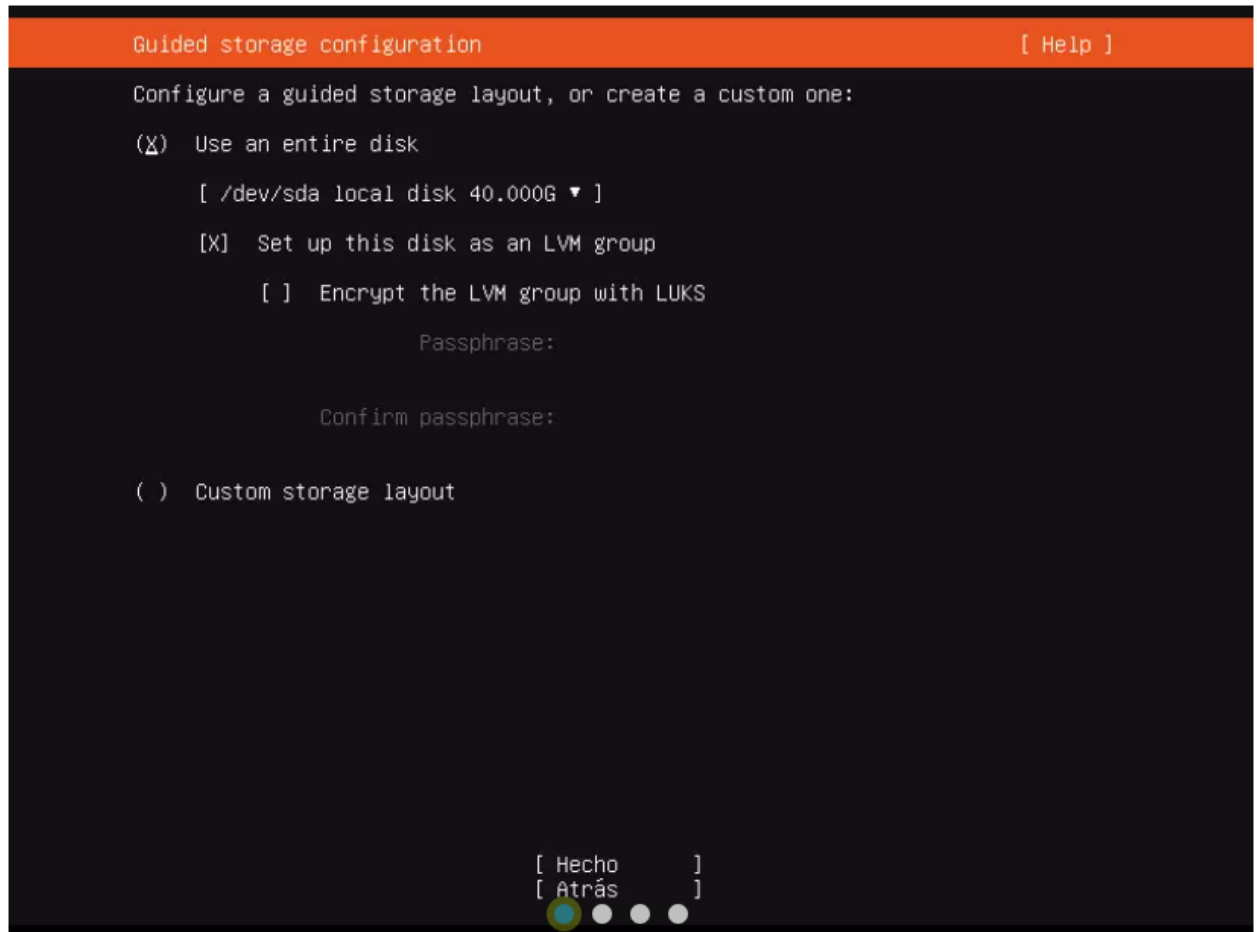 Guided storage configuration [ Help ]
Configure a guided storage layout, or create a custom one:
(X) Use an entire disk
[ /dev/sda local disk 40.000G ▾ ]
[X] Set up this disk as an LVM group
[ ] Encrypt the LVM group with LUKS
Passphrase:
Confirm passphrase:
( ) Custom storage layout
[ Hecho ]
[ Atrás ]